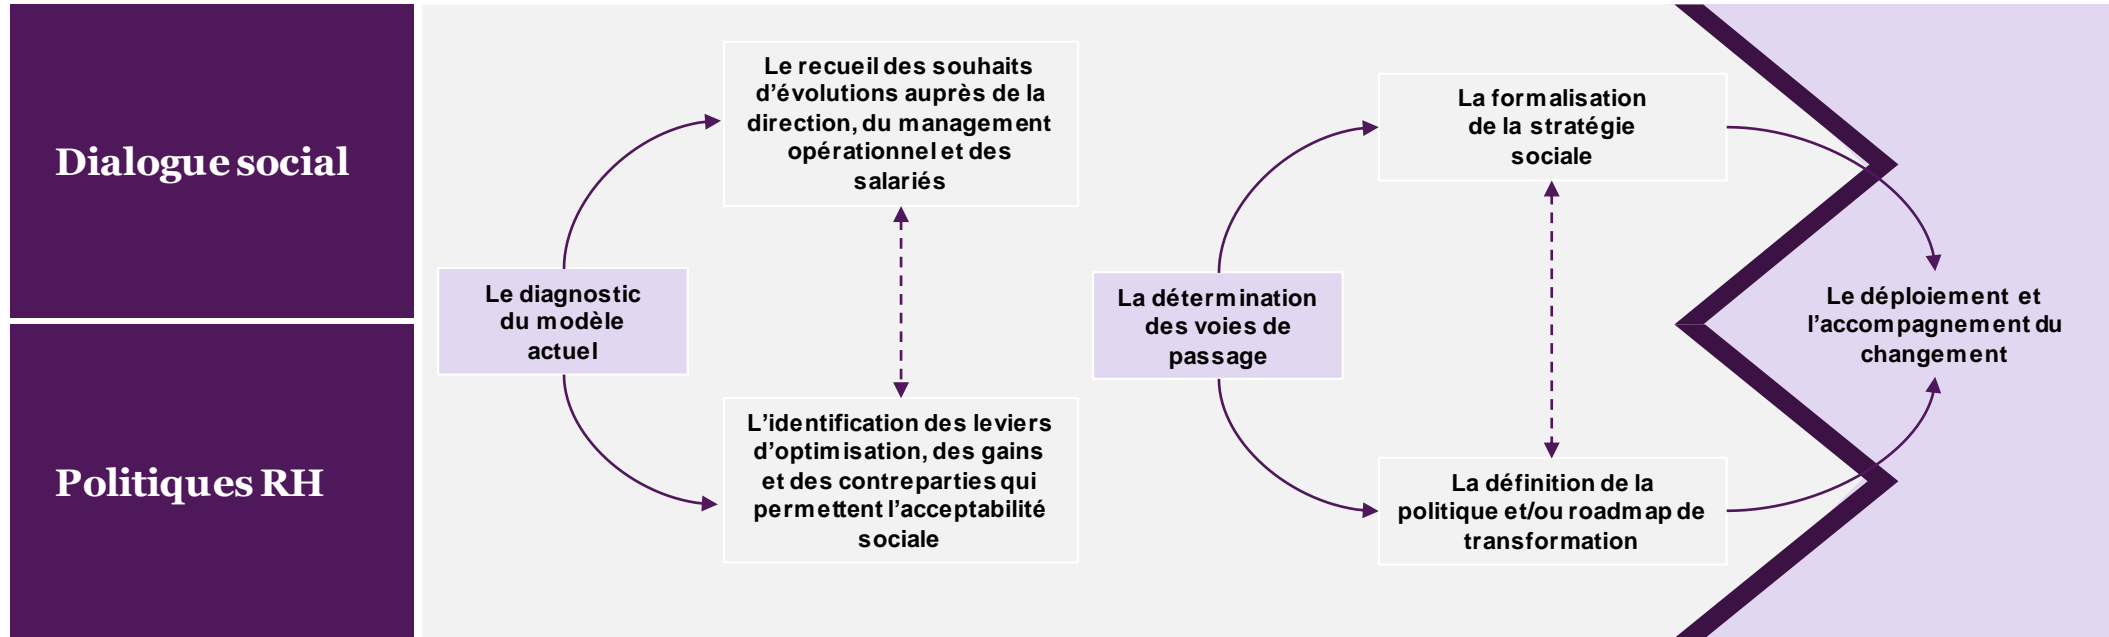 Dialogue social
Politiques RH
Le diagnostic
du modèle
actuel
Le recueil des souhaits
d’évolutions auprès de la
direction, du management
opérationnel et des
salariés
L’identification des leviers
d’optimisation, des gains
et des contreparties qui
permettent l’acceptabilité
sociale
La détermination
des voies de
passage
La formalisation
de la stratégie
sociale
La définition de la
politique et/ou roadmap de
transformation
Le déploiement et
l’accompagnement du
changement